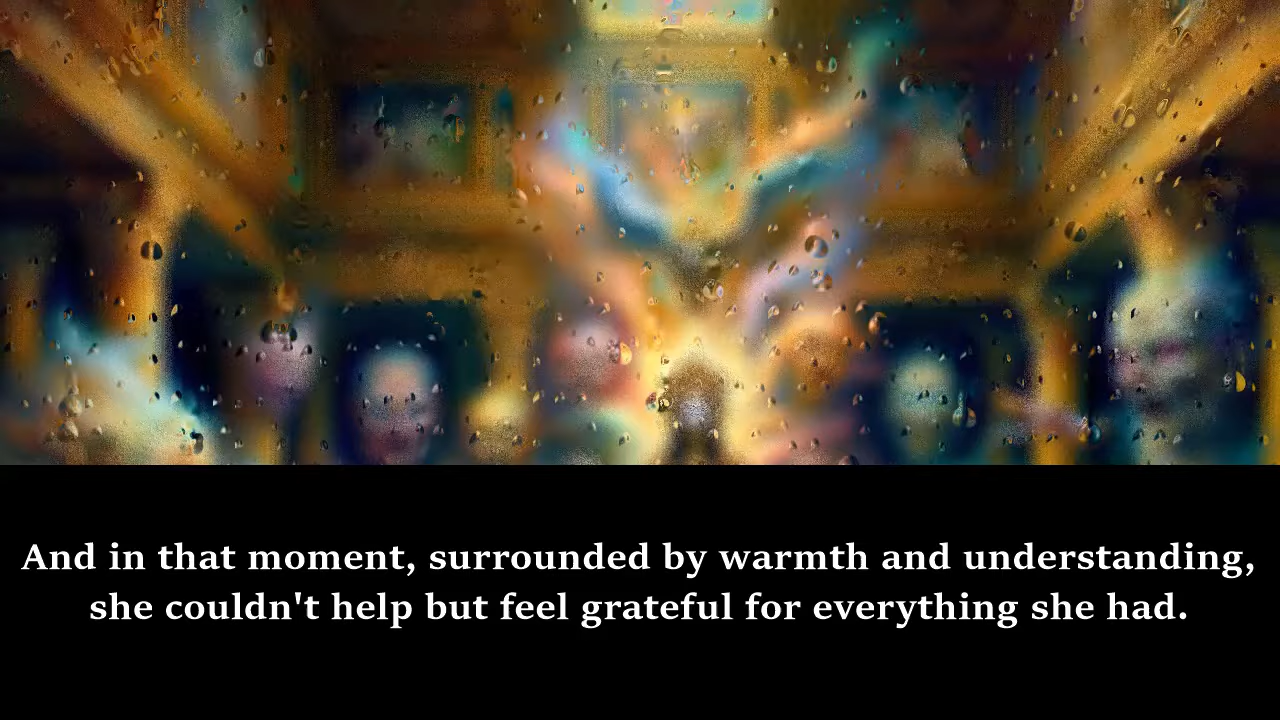 And in that moment, surrounded by warmth and understanding,
she couldn't help but feel grateful for everything she had.